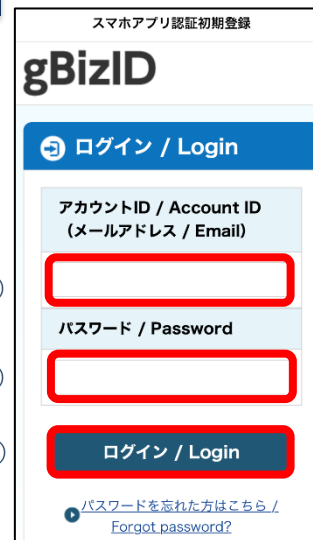 スマホアプリ認証初期登録
gBizID
ログイン / Login
アカウントID / Account ID
（メールアドレス / Email）
パスワード / Password
ログイン / Login
パスワードを忘れた方はこちら /
Forgot password?